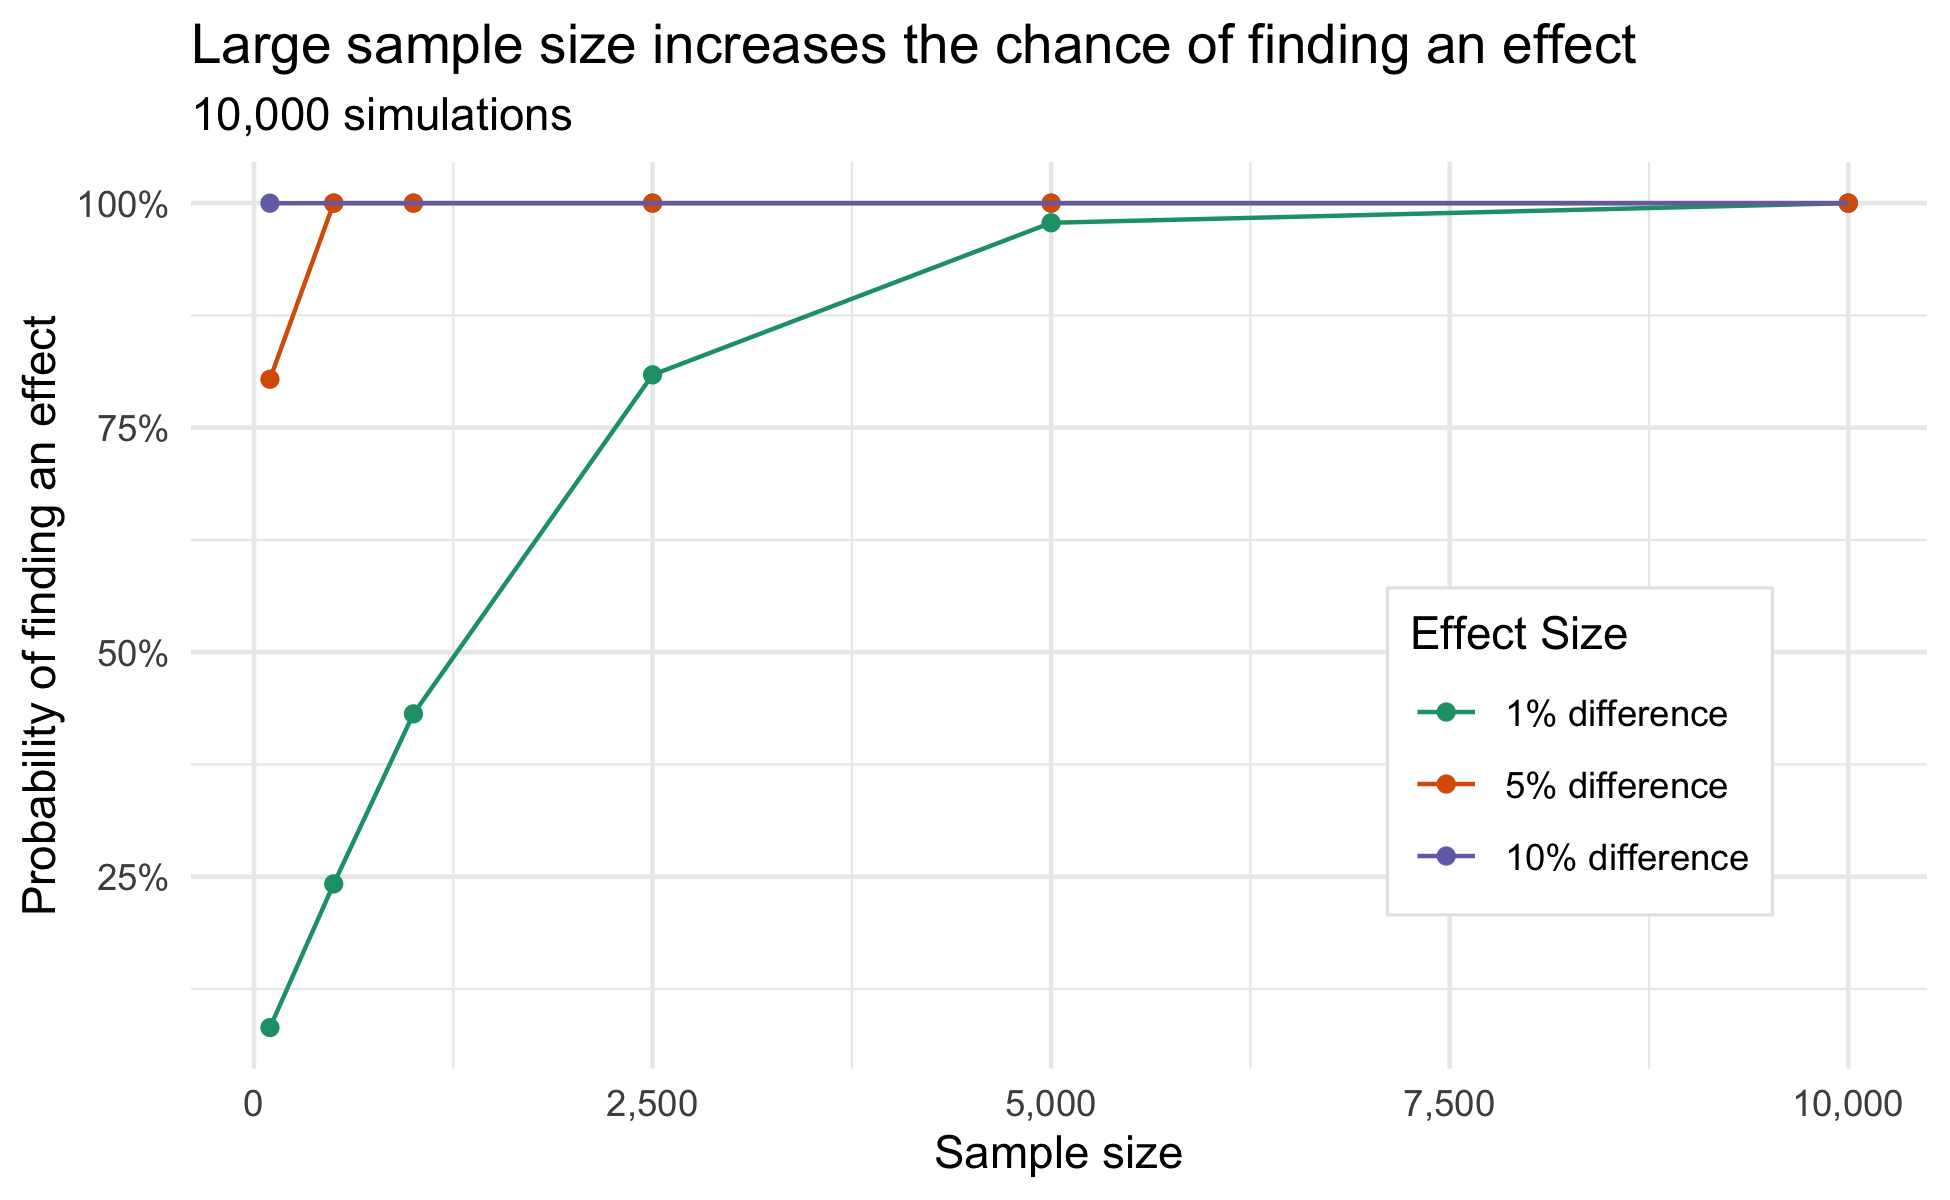 Large sample size increases the chance of finding an effect
10,000 simulations
Probability of finding an effect
100%
75%
50%
25%
Effect Size
1% difference
5% difference
10% difference
0
2,500
5,000
7,500
10,000
Sample size